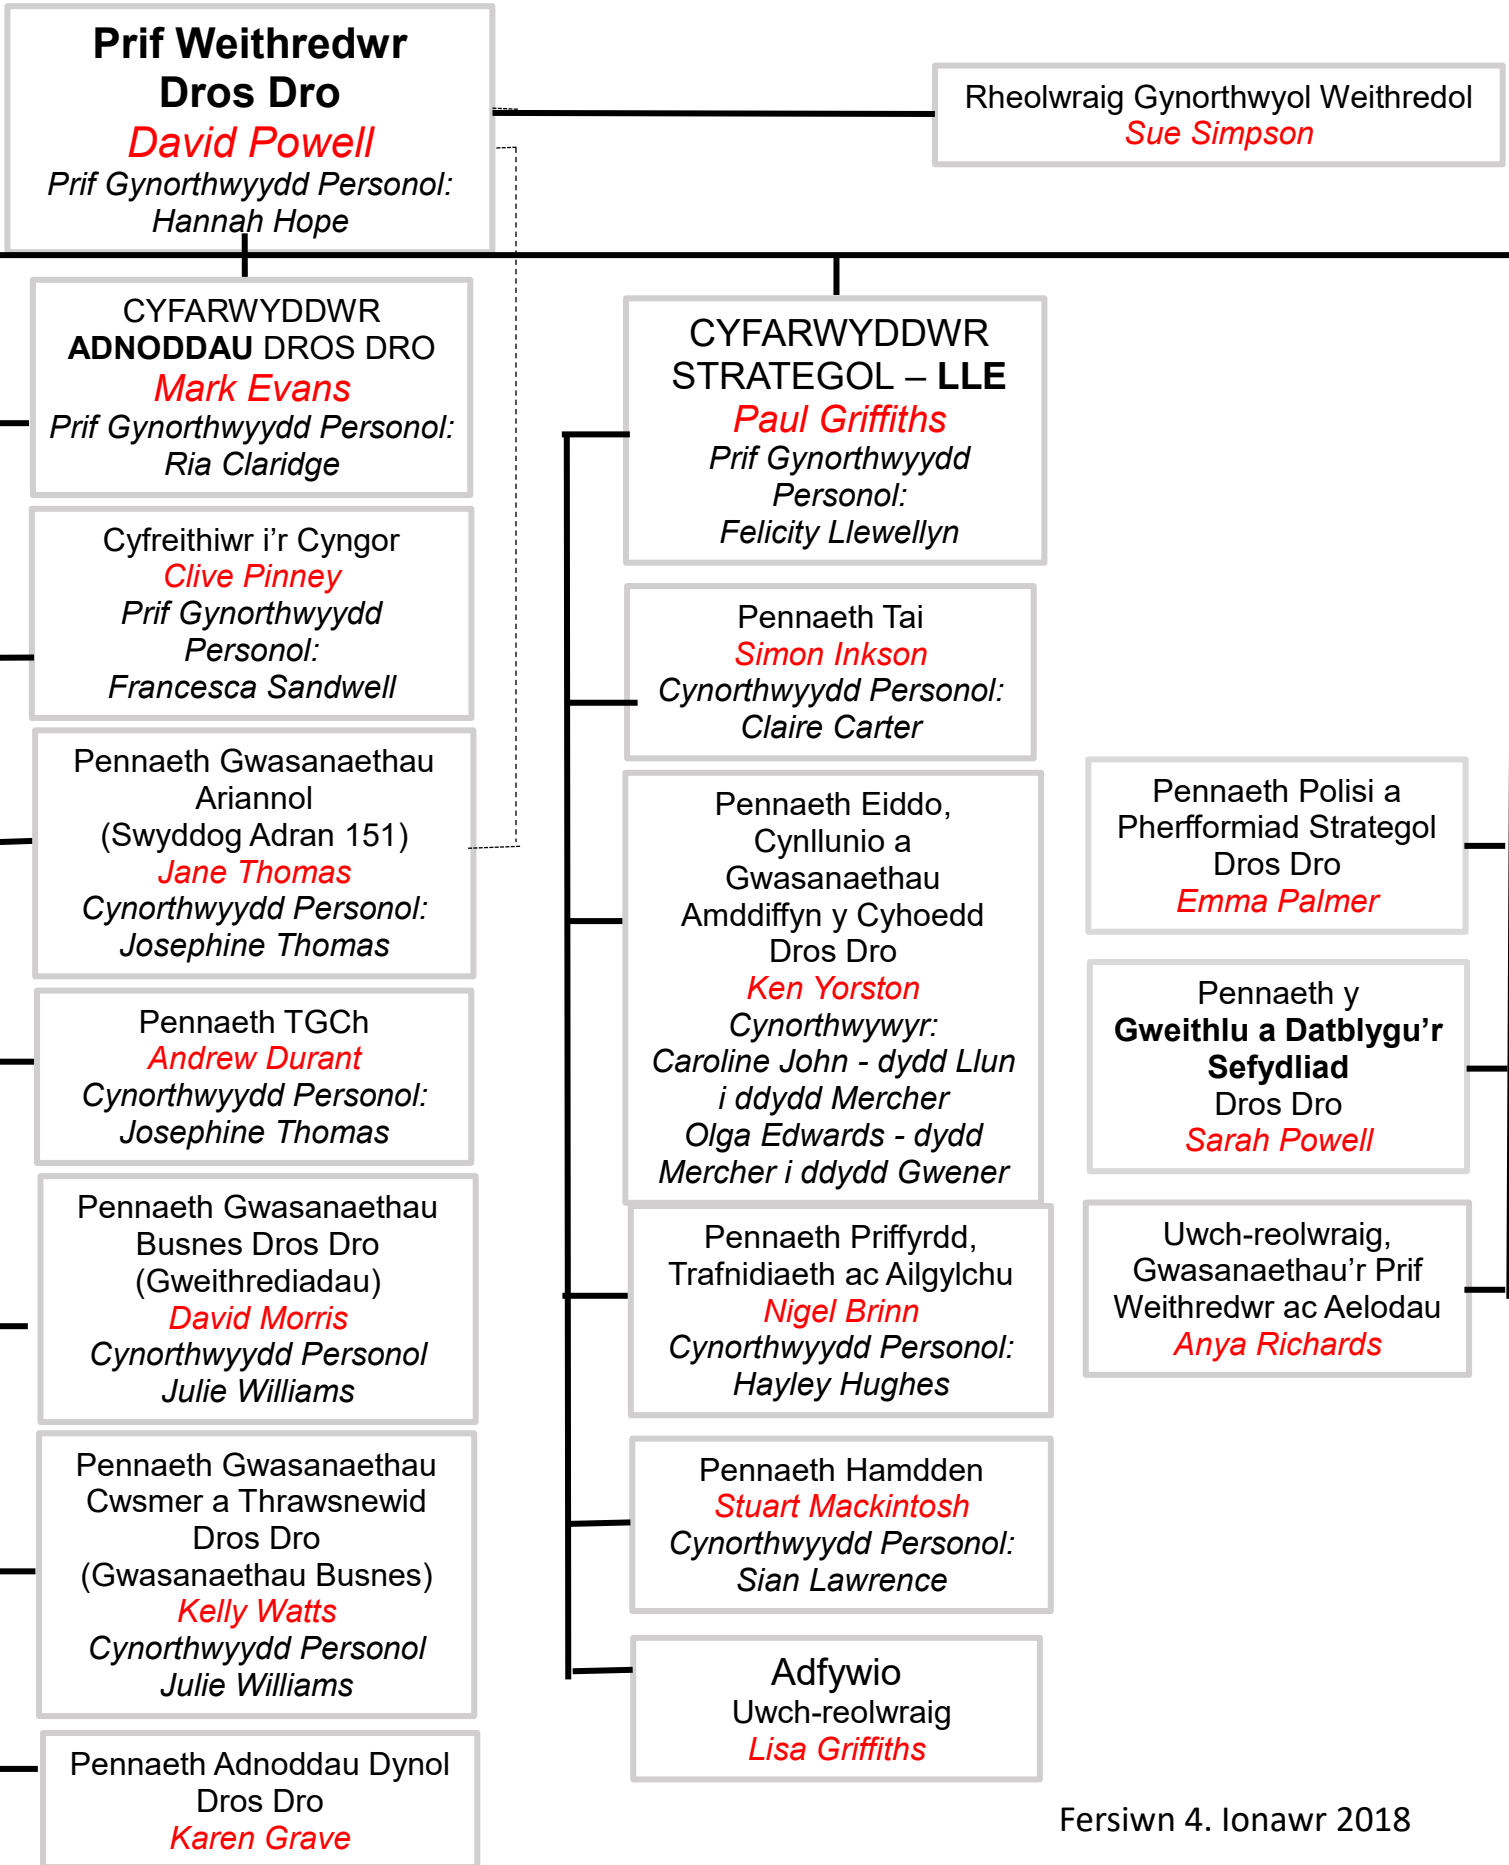 Prif Weithredwr
Dros Dro
David Powell
Prif Gynorthwyydd Personol:
Hannah Hope
Rheolwraig Gynorthwyol Weithredol
Sue Simpson
CYFARWYDDWR
ADNODDAU DROS DRO
Mark Evans
Prif Gynorthwyydd Personol:
Ria Claridge
Cyfreithiwr i’r Cyngor
Clive Pinney
Prif Gynorthwyydd
Personol:
Francesca Sandwell
Pennaeth Gwasanaethau
Ariannol
(Swyddog Adran 151)
Jane Thomas
Cynorthwyydd Personol:
Josephine Thomas
Pennaeth TGCh
Andrew Durant
Cynorthwyydd Personol:
Josephine Thomas
Pennaeth Gwasanaethau
Busnes Dros Dro
(Gweithrediadau)
David Morris
Cynorthwyydd Personol
Julie Williams
Pennaeth Gwasanaethau
Cwsmer a Thrawsnewid
Dros Dro
(Gwasanaethau Busnes)
Kelly Watts
Cynorthwyydd Personol
Julie Williams
Pennaeth Adnoddau Dynol
Dros Dro
Karen Grave
CYFARWYDDWR
STRATEGOL – LLE
Paul Griffiths
Prif Gynorthwyydd
Personol:
Felicity Llewellyn
Pennaeth Tai
Simon Inkson
Cynorthwyydd Personol:
Claire Carter
Pennaeth Eiddo,
Cynllunio a
Gwasanaethau
Amddiffyn y Cyhoedd
Dros Dro
Ken Yorston
Cynorthwywyr:
Caroline John - dydd Llun
i ddydd Mercher
Olga Edwards - dydd
Mercher i ddydd Gwener
Pennaeth Priffyrdd,
Trafnidiaeth ac Ailgylchu
Nigel Brinn
Cynorthwyydd Personol:
Hayley Hughes
Pennaeth Hamdden
Stuart Mackintosh
Cynorthwyydd Personol:
Sian Lawrence
Adfywio
Uwch-reolwraig
Lisa Griffiths
Pennaeth Polisi a
Pherfformiad Strategol
Dros Dro
Emma Palmer
Pennaeth y
Gweithlu a Datblygu’r
Sefydliad
Dros Dro
Sarah Powell
Uwch-reolwraig,
Gwasanaethau’r Prif
Weithredwr ac Aelodau
Anya Richards
Fersiwn 4. Ionawr 2018